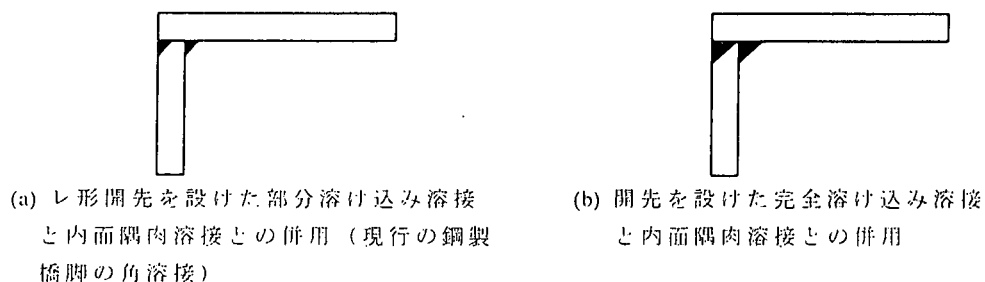 (a) レ形開先を設けた部分溶け込み溶接
と内面隅肉溶接との併用（現行の鋼製
橋脚の角溶接）
(b) 開先を設けた完全溶け込み溶接
と内面隅肉溶接との併用